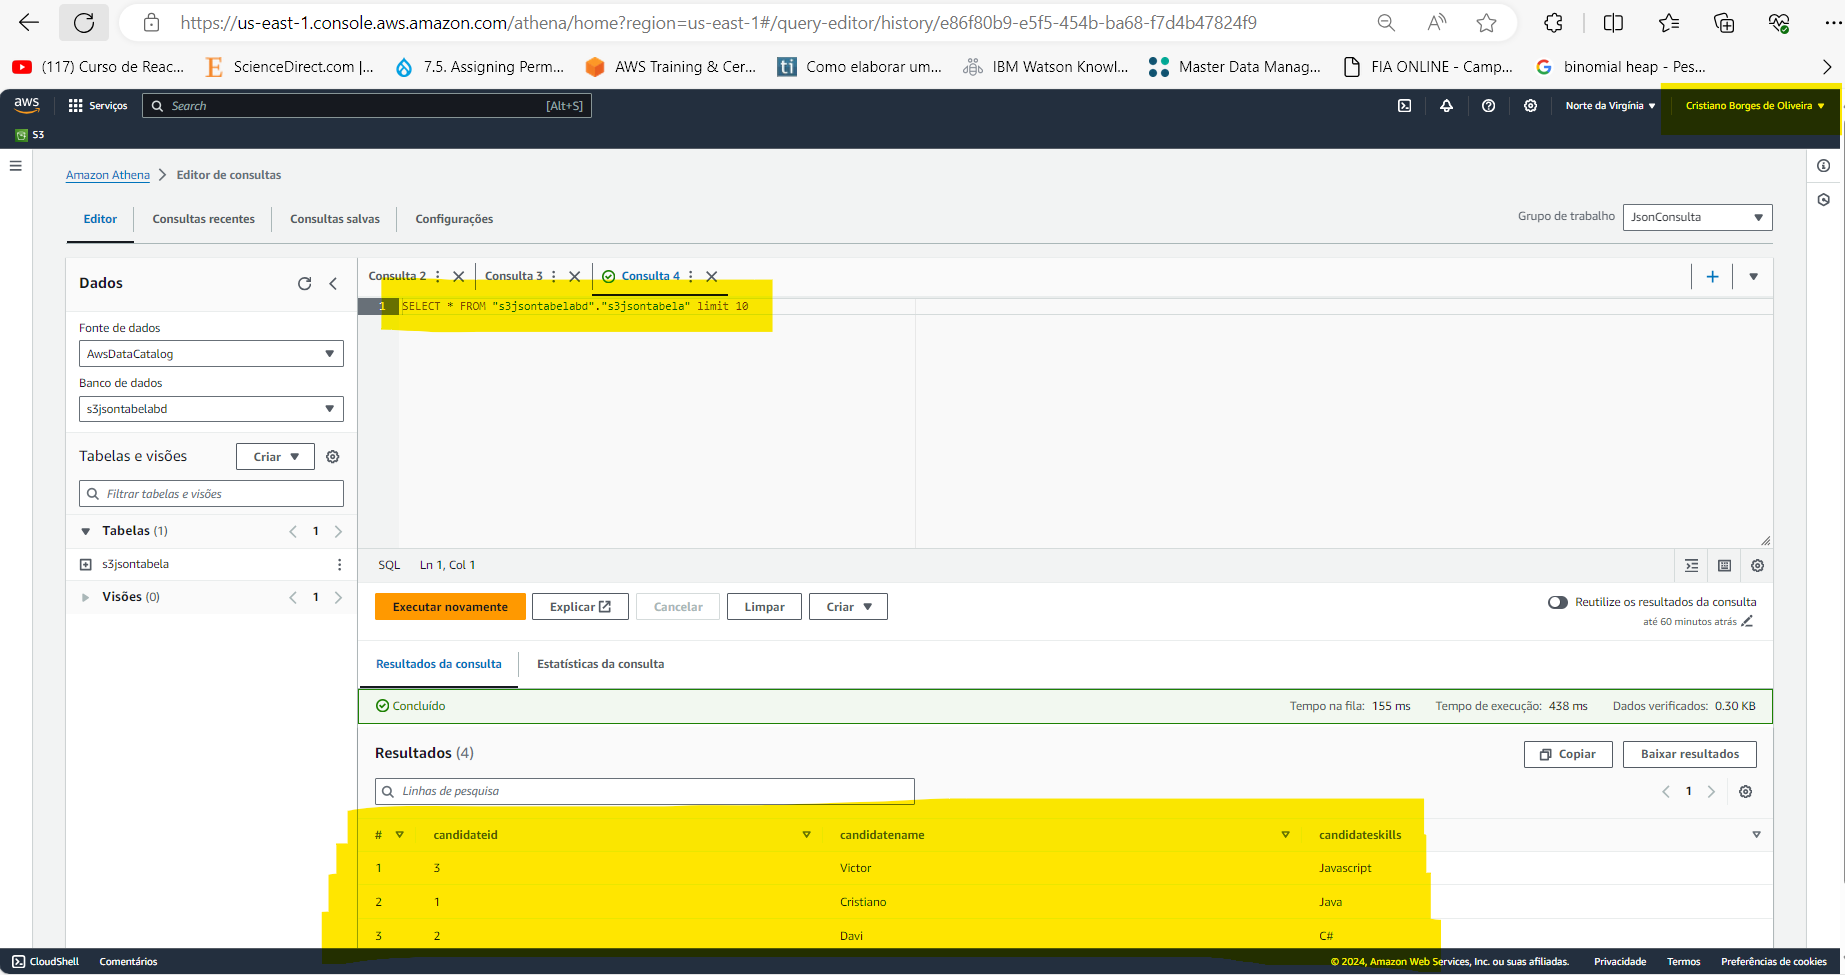 https://us-east-1.console.aws.amazon.com/athena/home?region=us-east-1#/query-editor/history/e86f80b9-e5f5-454b-ba68-f7d4b47824f9
(117) Curso de Reac... ScienceDirect.com |... 7.5. Assigning Perm... AWS Training & Cer... Como elaborar um... IBM Watson Knowl... Master Data Manag... FIA ONLINE - Camp... binomial heap - Pes...
aws Serviços Search [Alt+S] Norte da Virgínia Cristiano Borges de Oliveira
S3
Amazon Athena Editor de consultas
Editor Consultas recentes Consultas salvas Configurações Grupo de trabalho JsonConsulta
Dados
Consulta 2 Consulta 3 Consulta 4
1 SELECT * FROM "s3jsontabelabd"."s3jsontabela" limit 10
Fonte de dados
AwsDataCatalog
Banco de dados
s3jsontabelabd
Tabelas e visões Criar
Filtrar tabelas e visões
Tabelas (1) 1
s3jsontabela
Visões (0) 1
SQL Ln 1, Col 1
Executar novamente Explicar Cancelar Limpar Criar
Reutilize os resultados da consulta
até 60 minutos atrás
Resultados da consulta Estatísticas da consulta
Concluído Tempo na fila: 155 ms Tempo de execução: 438 ms Dados verificados: 0.30 KB
Resultados (4) Copiar Baixar resultados
Linhas de pesquisa 1
# candidateid candidatename candidateskills
1 3 Victor Javascript
2 1 Cristiano Java
3 2 Davi C#
CloudShell Comentários © 2024, Amazon Web Services, Inc. ou suas afiliadas. Privacidade Termos Preferências de cookies